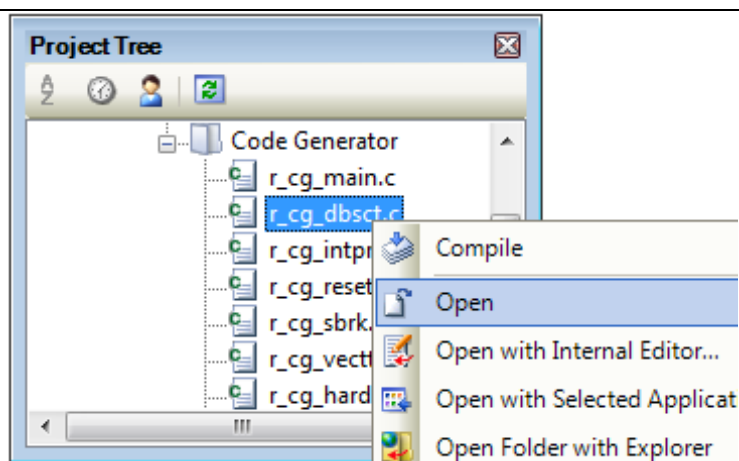 Project Tree
Code Generator
r_cg_main.c
r_cg_dbsct.c
r_cg_intpr
Compile
r_cg_reset
Open
r_cg_sbrk.
r_cg_vectt
Open with Internal Editor...
r_cg_hard
Open with Selected Applicat
Open Folder with Explorer